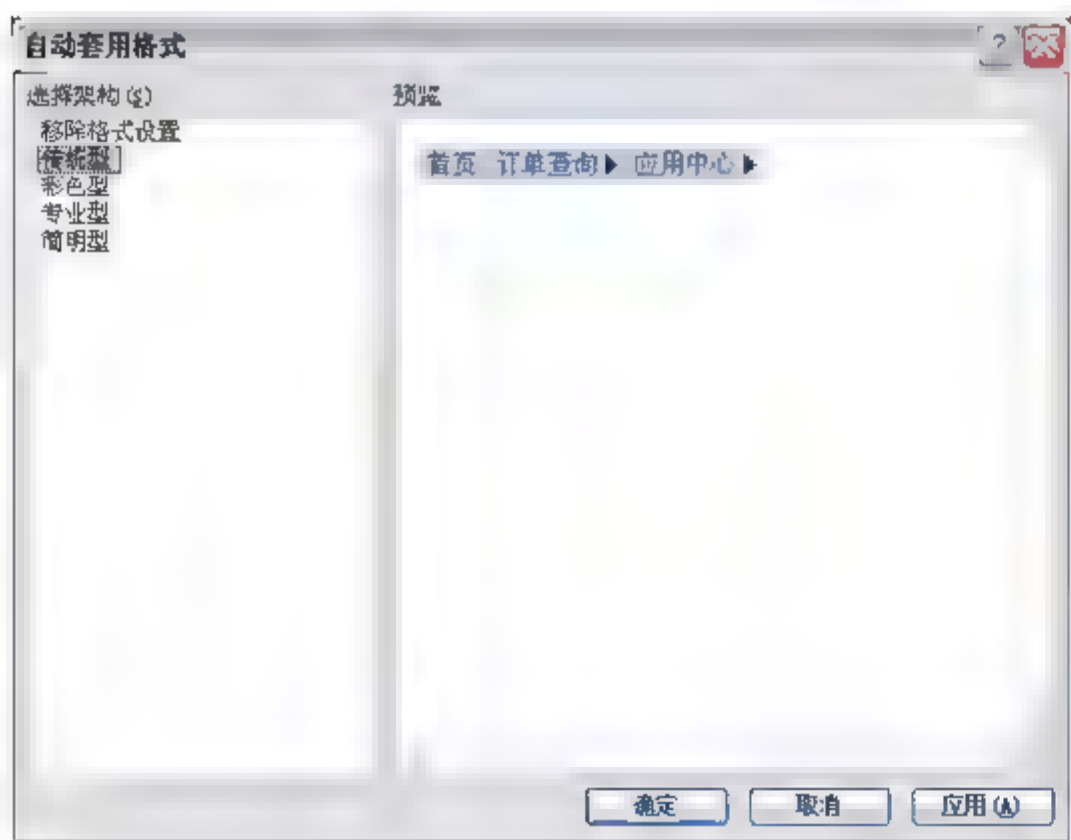 自动套用格式
选择架构(S)
预览
移除格式设置
传统型
彩色型
专业型
简明型
首页 订单查询 应用中心
确定 取消 应用(A)